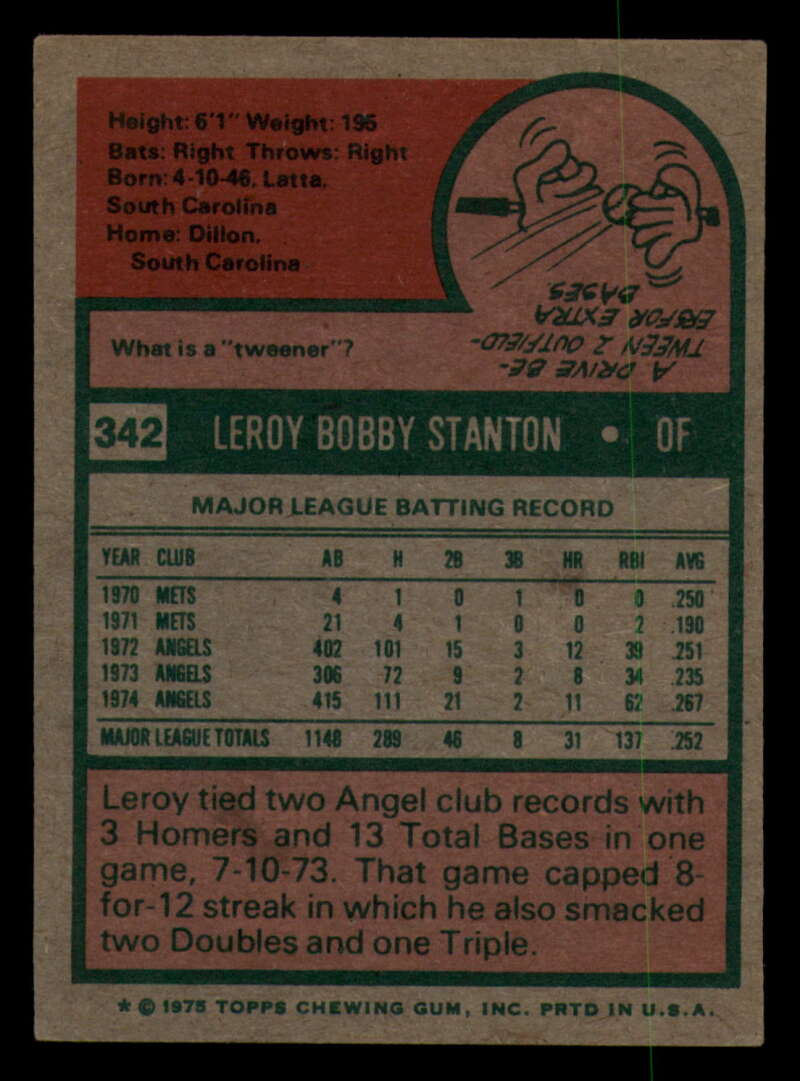 Height: 6'1" Weight: 195
Bats: Right Throws: Right
Born: 4-10-46, Latta,
South Carolina
Home: Dillon,
South Carolina
What is a "tweener"?
A DRIVE BE-
TWEEN 2 OUTFIELD-
ERS FOR EXTRA
BASES.
342 LEROY BOBBY STANTON • OF
MAJOR LEAGUE BATTING RECORD
YEAR CLUB AB H 2B 3B HR RBI AVG
1970 METS 4 1 0 1 0 0 .250
1971 METS 21 4 1 0 0 2 .190
1972 ANGELS 402 101 15 3 12 39 .251
1973 ANGELS 306 72 9 2 8 34 .235
1974 ANGELS 415 111 21 2 11 62 .267
MAJOR LEAGUE TOTALS 1148 289 46 8 31 137 .252
Leroy tied two Angel club records with
3 Homers and 13 Total Bases in one
game, 7-10-73. That game capped 8-
for-12 streak in which he also smacked
two Doubles and one Triple.
* © 1975 TOPPS CHEWING GUM, INC. PRTD IN U.S.A.